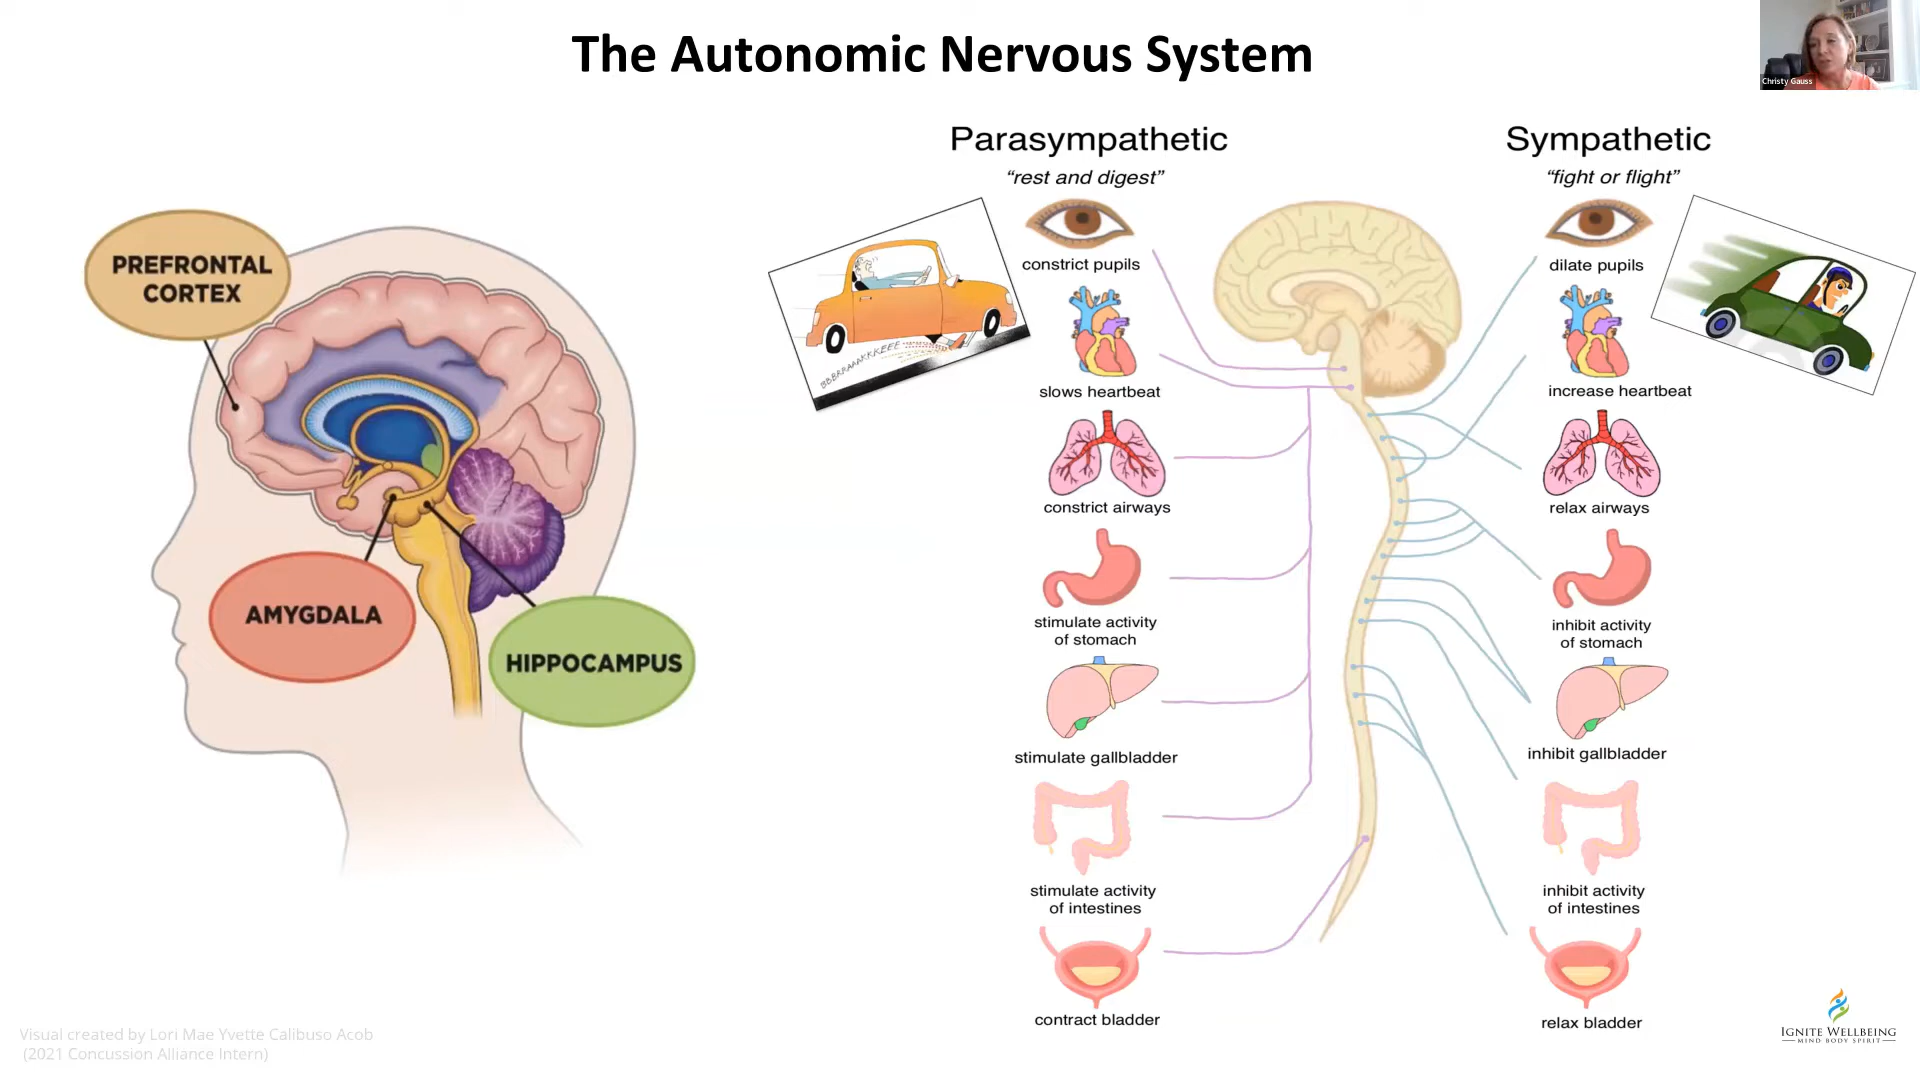 The Autonomic Nervous System
Christy Gauss
PREFRONTAL
CORTEX
AMYGDALA
HIPPOCAMPUS
Parasympathetic
“rest and digest”
constrict pupils
slows heartbeat
constrict airways
stimulate activity
of stomach
stimulate gallbladder
stimulate activity
of intestines
contract bladder
Sympathetic
“fight or flight”
dilate pupils
increase heartbeat
relax airways
inhibit activity
of stomach
inhibit gallbladder
inhibit activity
of intestines
relax bladder
Visual created by Lori Mae Yvette Calibuso Acob
(2021 Concussion Alliance Intern)
IGNITE WELLBEING
MIND BODY SPIRIT